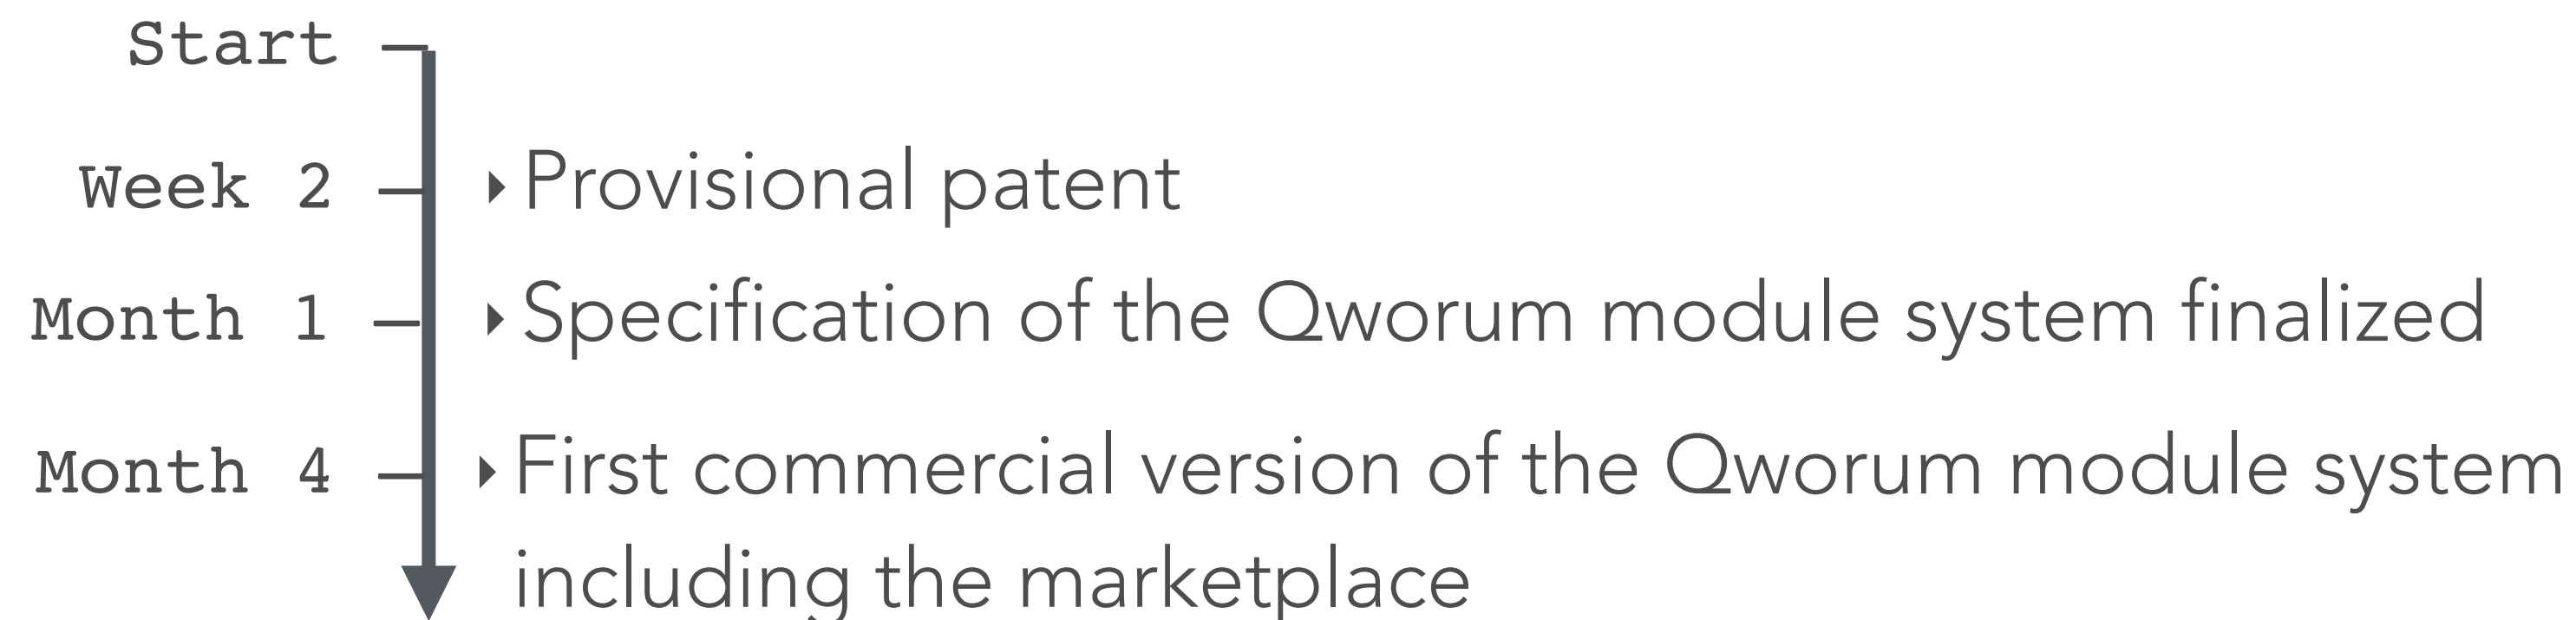 Start
Week 2 ‣ Provisional patent
Month 1 ‣ Specification of the Qworum module system finalized
Month 4 ‣ First commercial version of the Qworum module system
including the marketplace